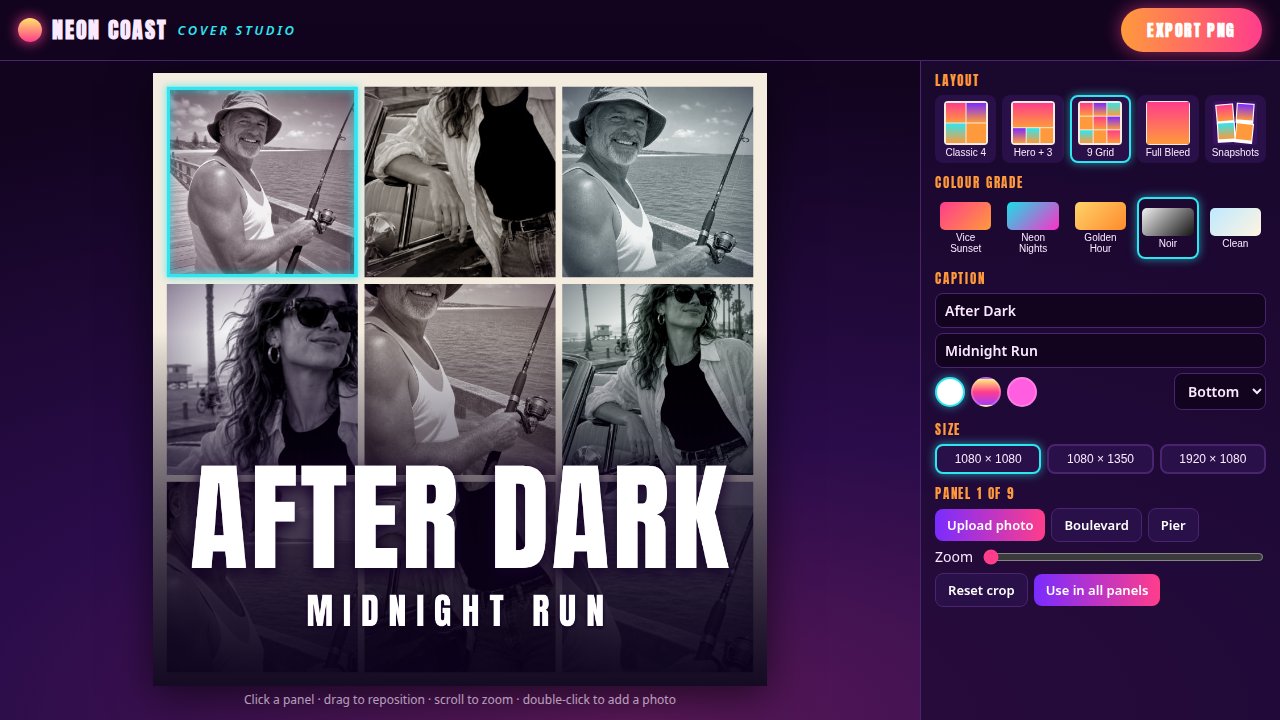 NEON COAST COVER STUDIO
EXPORT PNG
AFTER DARK
MIDNIGHT RUN
Click a panel · drag to reposition · scroll to zoom · double-click to add a photo
LAYOUT
Classic 4
Hero + 3
9 Grid
Full Bleed
Snapshots
COLOUR GRADE
Vice
Sunset
Neon
Nights
Golden
Hour
Noir
Clean
CAPTION
After Dark
Midnight Run
Bottom
SIZE
1080 × 1080
1080 × 1350
1920 × 1080
PANEL 1 OF 9
Upload photo
Boulevard
Pier
Zoom
Reset crop
Use in all panels